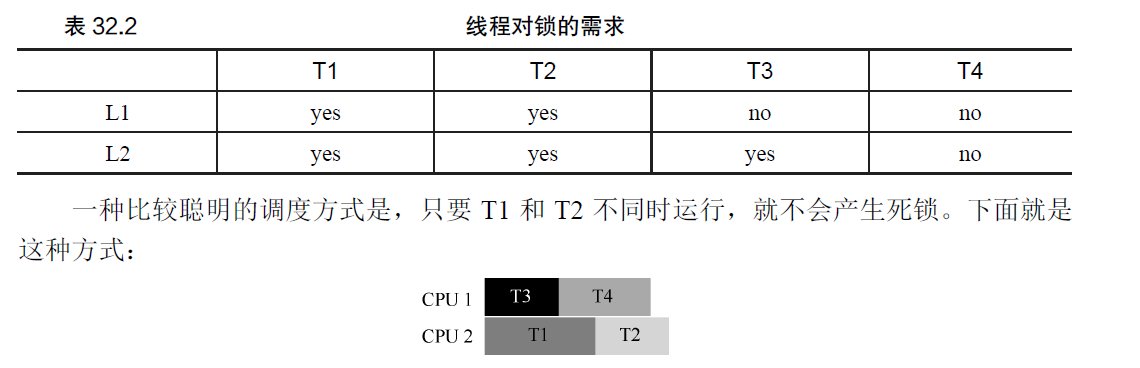 表 32.2 线程对锁的需求
T1 T2 T3 T4
L1 yes yes no no
L2 yes yes yes no
一种比较聪明的调度方式是，只要 T1 和 T2 不同时运行，就不会产生死锁。下面就是
这种方式：
CPU 1 T3 T4
CPU 2 T1 T2